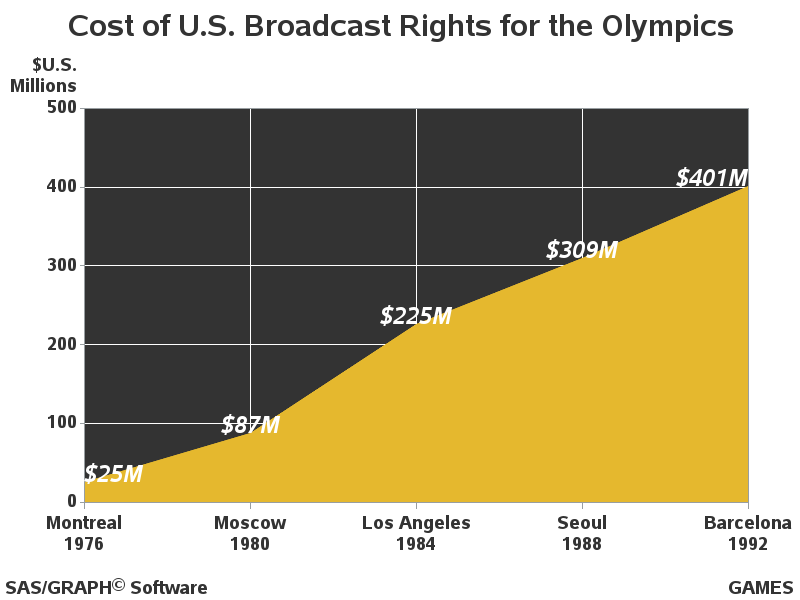 Cost of U.S. Broadcast Rights for the Olympics
$U.S.
Millions
500
400
300
200
100
0
$25M
$87M
$225M
$309M
$401M
Montreal
1976
Moscow
1980
Los Angeles
1984
Seoul
1988
Barcelona
1992
SAS/GRAPH© Software
GAMES